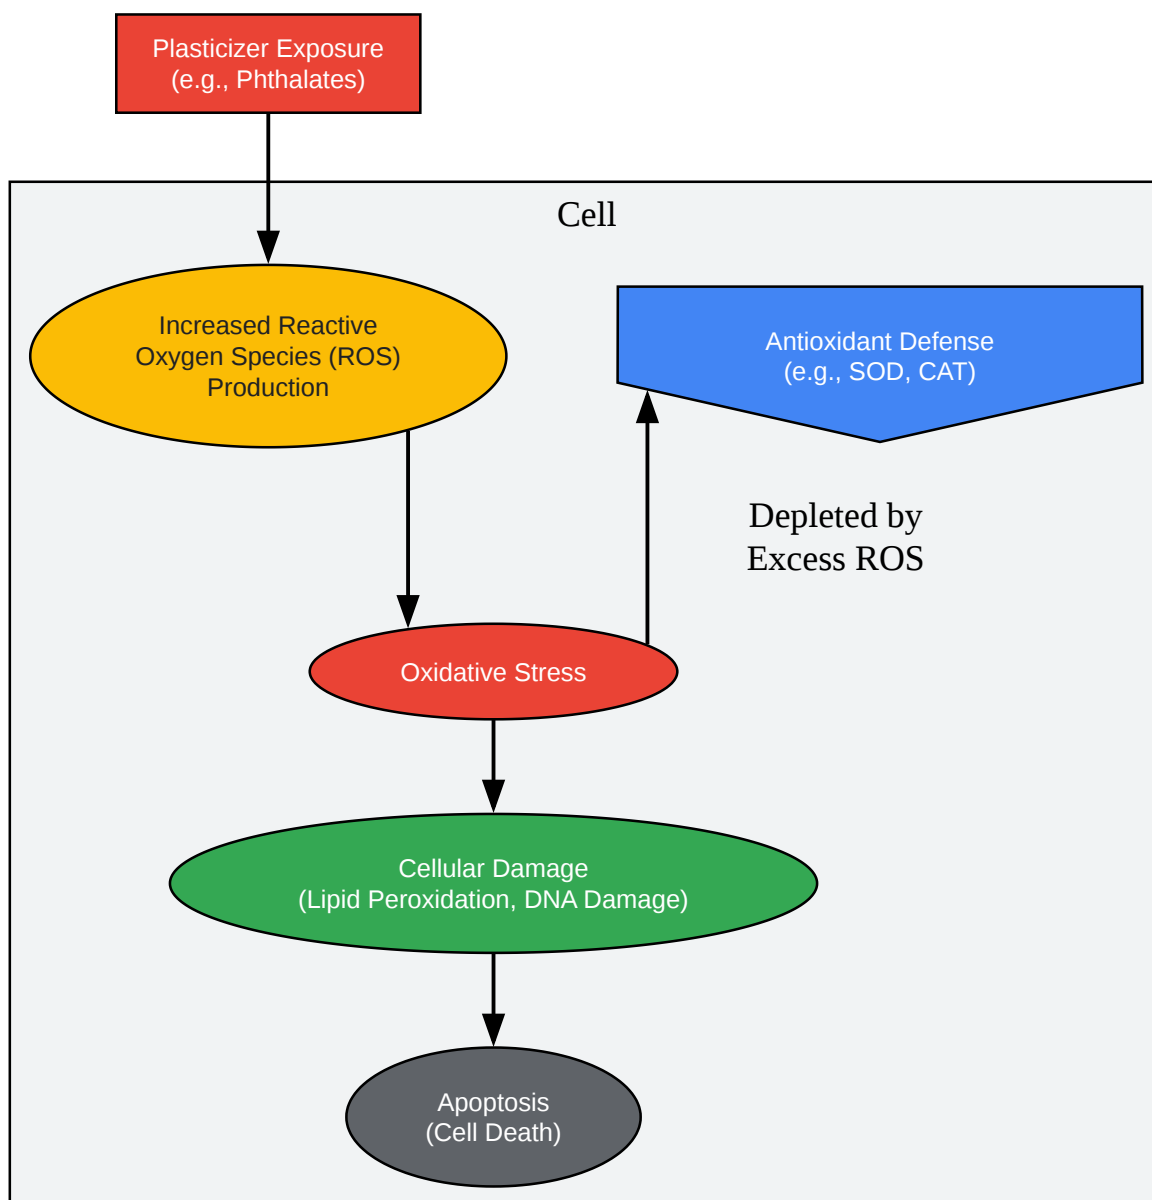 Plasticizer Exposure
(e.g., Phthalates)
Cell
Increased Reactive
Oxygen Species (ROS)
Production
Antioxidant Defense
(e.g., SOD, CAT)
Depleted by
Excess ROS
Oxidative Stress
Cellular Damage
(Lipid Peroxidation, DNA Damage)
Apoptosis
(Cell Death)